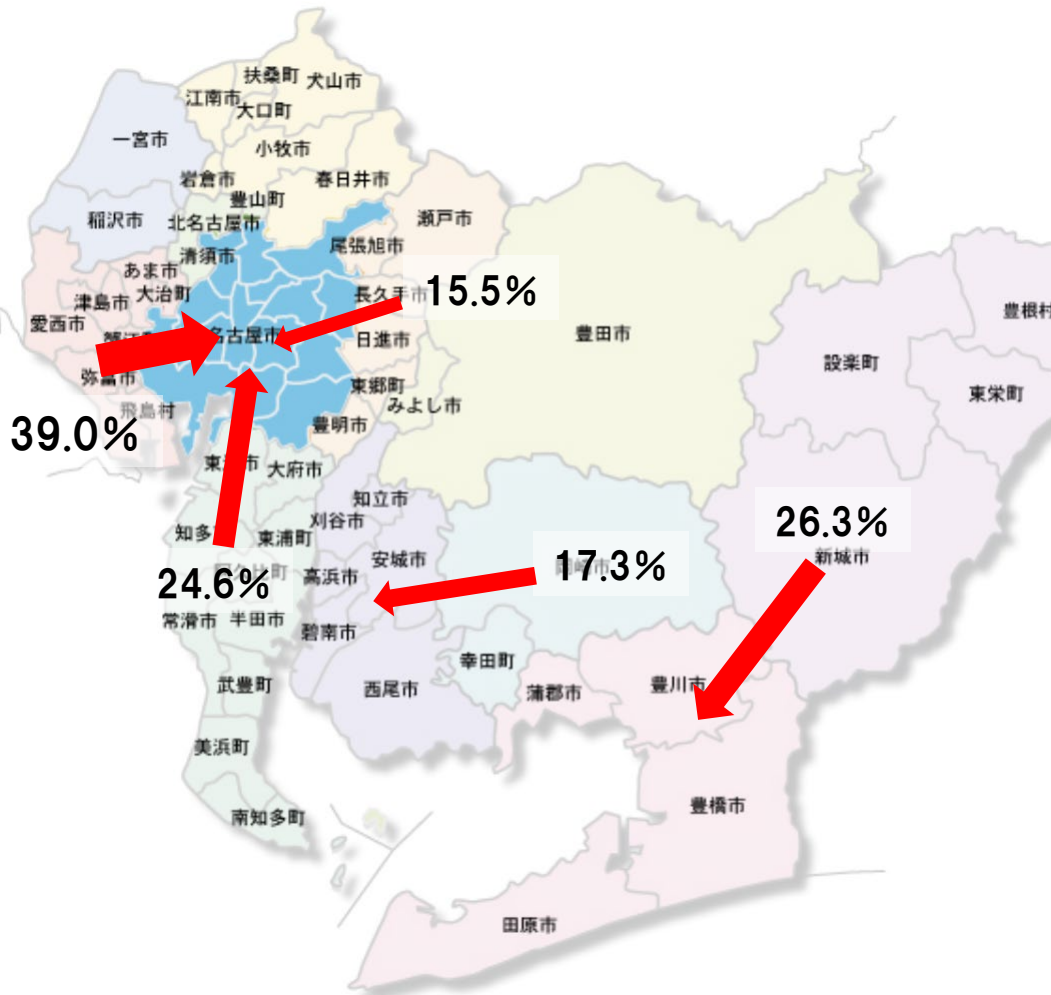 扶桑町
犬山市
江南市
大口町
一宮市
小牧市
岩倉市
春日井市
豊山町
稲沢市
北名古屋市
瀬戸市
尾張旭市
清須市
あま市
大治町
長久手市
15.5%
津島市
愛西市
名古屋市
日進市
豊田市
豊根村
設楽町
弥富市
東郷町
みよし市
東栄町
飛島村
豊明市
39.0%
大府市
知立市
刈谷市
26.3%
東浦町
安城市
新城市
17.3%
高浜市
24.6%
常滑市
半田市
碧南市
幸田町
武豊町
西尾市
蒲郡市
豊川市
美浜町
豊橋市
南知多町
田原市